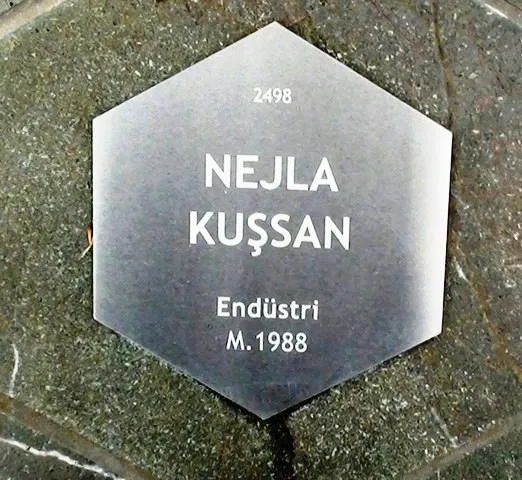 2498
NEJLA
KUŞSAN
Endüstri
M.1988